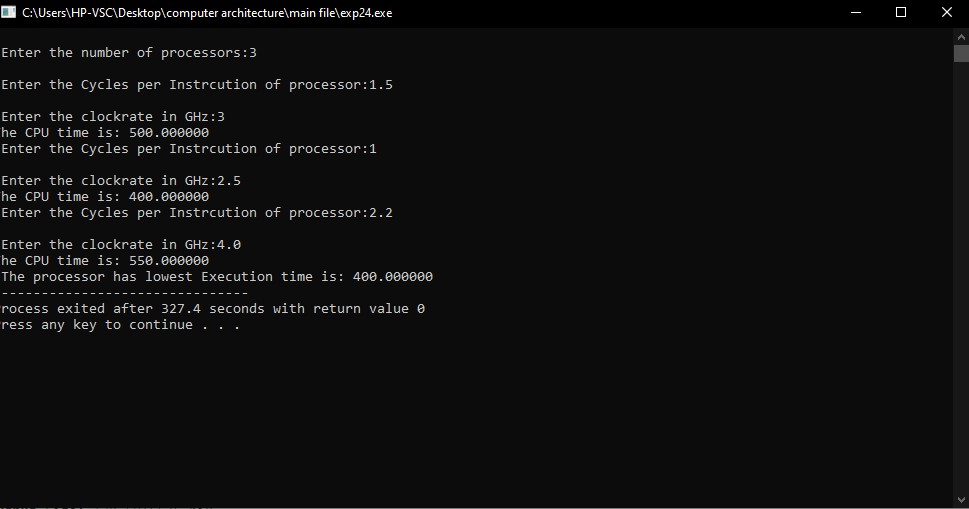 C:\Users\HP-VSC\Desktop\computer architecture\main file\exp24.exe
Enter the number of processors:3
Enter the Cycles per Instrcution of processor:1.5
Enter the clockrate in GHz:3
he CPU time is: 500.000000
Enter the Cycles per Instrcution of processor:1
Enter the clockrate in GHz:2.5
he CPU time is: 400.000000
Enter the Cycles per Instrcution of processor:2.2
Enter the clockrate in GHz:4.0
he CPU time is: 550.000000
The processor has lowest Execution time is: 400.000000
-------------------------------
rocess exited after 327.4 seconds with return value 0
ress any key to continue . . .